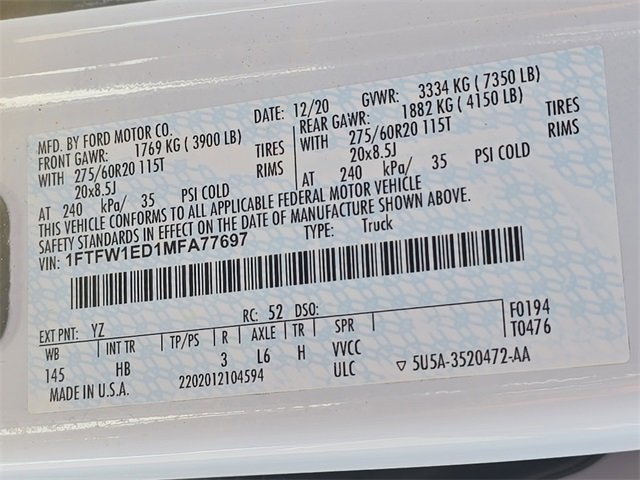 MFD. BY FORD MOTOR CO. DATE: 12/20 GVWR: 3334 KG ( 7350 LB)
FRONT GAWR: 1769 KG ( 3900 LB) REAR GAWR: 1882 KG ( 4150 LB)
WITH 275/60R20 115T TIRES WITH 275/60R20 115T TIRES
20x8.5J RIMS 20x8.5J RIMS
AT 240 kPa/ 35 PSI COLD AT 240 kPa/ 35 PSI COLD
THIS VEHICLE CONFORMS TO ALL APPLICABLE FEDERAL MOTOR VEHICLE
SAFETY STANDARDS IN EFFECT ON THE DATE OF MANUFACTURE SHOWN ABOVE.
VIN: 1FTFW1ED1MFA77697 TYPE: Truck
EXT PNT: YZ RC: 52 DSO: F0194
WB INT TR TP/PS R AXLE TR SPR T0476
145 HB 3 L6 H VVCC
MADE IN U.S.A. 2202012104594 ULC 5U5A-3520472-AA